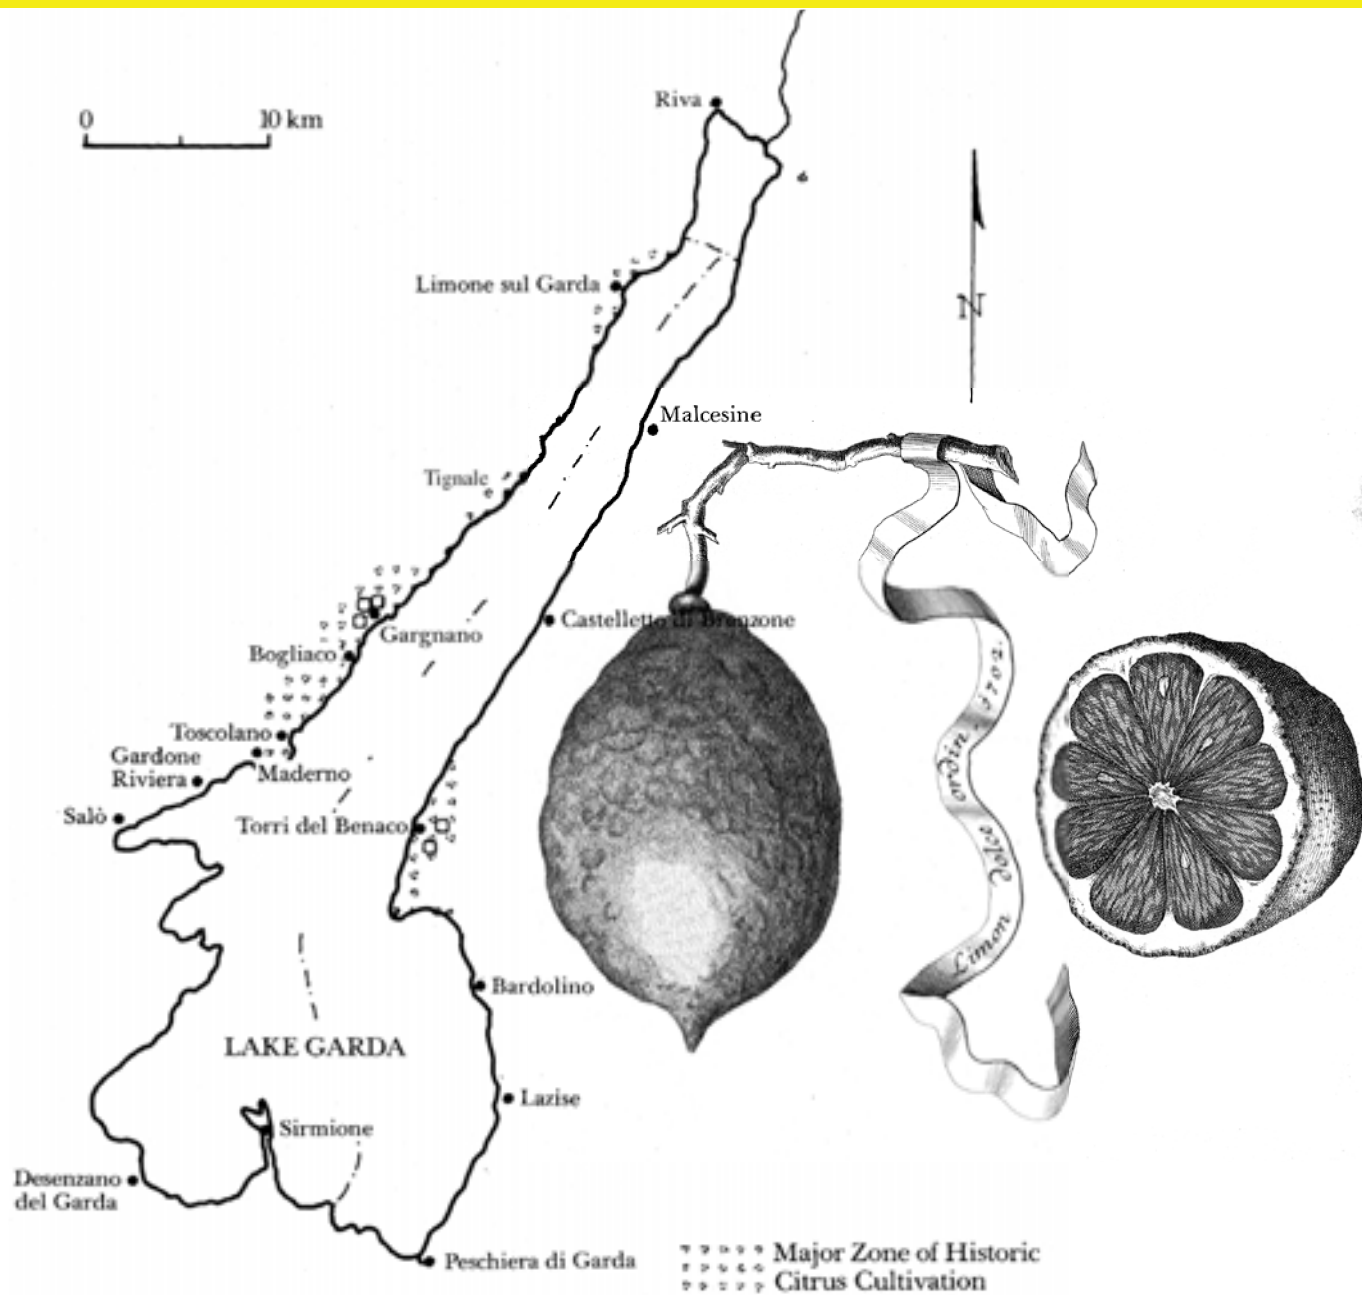 0 10 km
Riva
Limone sul Garda
N
Malcesine
Tignale
Castelletto di Brenzone
Gargnano
Bogliaco
Toscolano
Gardone
Riviera
Maderno
Salò
Torri del Benaco
Limon dolce ordin. 1702.
Bardolino
LAKE GARDA
Lazise
Sirmione
Desenzano
del Garda
Peschiera di Garda
Major Zone of Historic
Citrus Cultivation